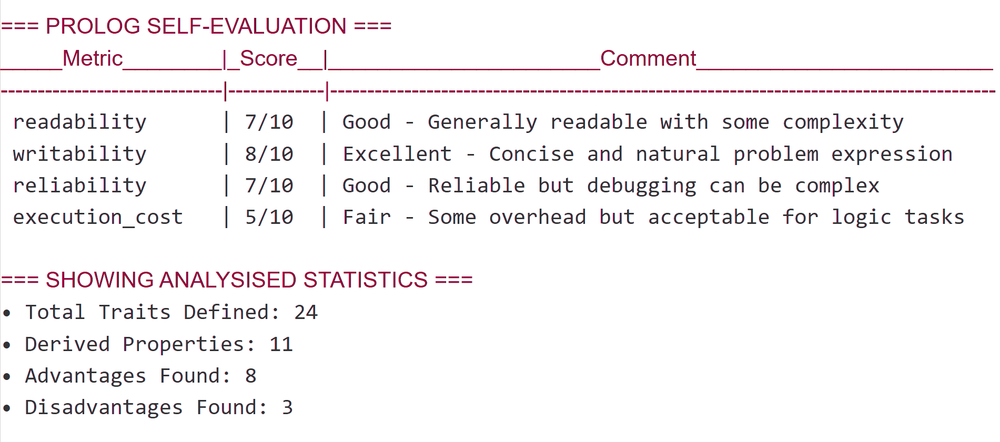 === PROLOG SELF-EVALUATION ===
_____Metric________|_Score__|______________________Comment________________________
------------------------------|-------------|------------------------------------------------------------------------------------------
readability | 7/10 | Good - Generally readable with some complexity
writability | 8/10 | Excellent - Concise and natural problem expression
reliability | 7/10 | Good - Reliable but debugging can be complex
execution_cost | 5/10 | Fair - Some overhead but acceptable for logic tasks
=== SHOWING ANALYSISED STATISTICS ===
• Total Traits Defined: 24
• Derived Properties: 11
• Advantages Found: 8
• Disadvantages Found: 3